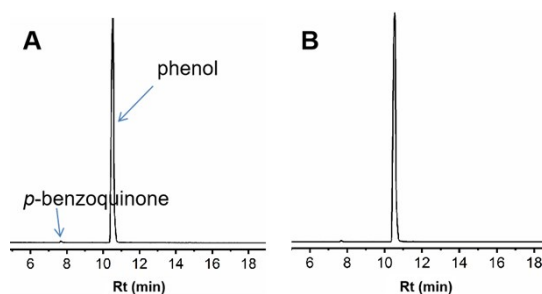 A
phenol
p-benzoquinone
6 8 10 12 14 16 18
Rt (min)
B
6 8 10 12 14 16 18
Rt (min)